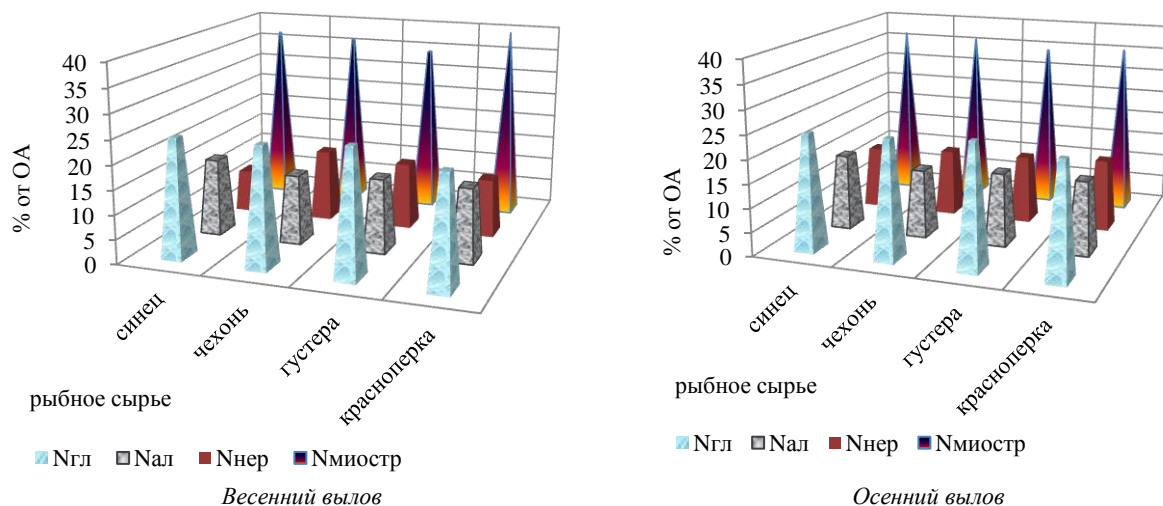 % от ОА
40
35
30
25
20
15
10
5
0
синец
чехонь
густера
красноперка
рыбное сырье
Nгл Nал Nнер Nмиостр
Весенний вылов
% от ОА
40
35
30
25
20
15
10
5
0
синец
чехонь
густера
красноперка
рыбное сырье
Nгл Nал Nнер Nмиостр
Осенний вылов